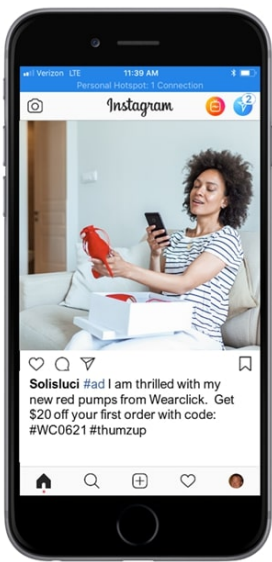 Verizon LTE 11:39 AM
Personal Hotspot: 1 Connection
Instagram 2
Solisluci #ad I am thrilled with my
new red pumps from Wearclick. Get
$20 off your first order with code:
#WC0621 #thumzup